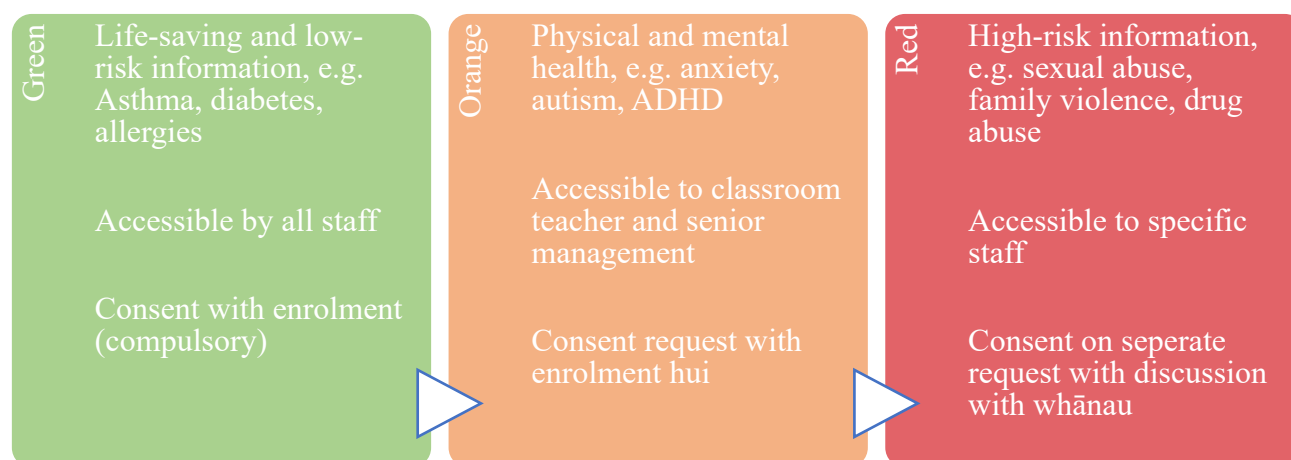 Green
Life-saving and low-
risk information, e.g.
Asthma, diabetes,
allergies
Accessible by all staff
Consent with enrolment
(compulsory)
Orange
Physical and mental
health, e.g. anxiety,
autism, ADHD
Accessible to classroom
teacher and senior
management
Consent request with
enrolment hui
Red
High-risk information,
e.g. sexual abuse,
family violence, drug
abuse
Accessible to specific
staff
Consent on seperate
request with discussion
with whānau